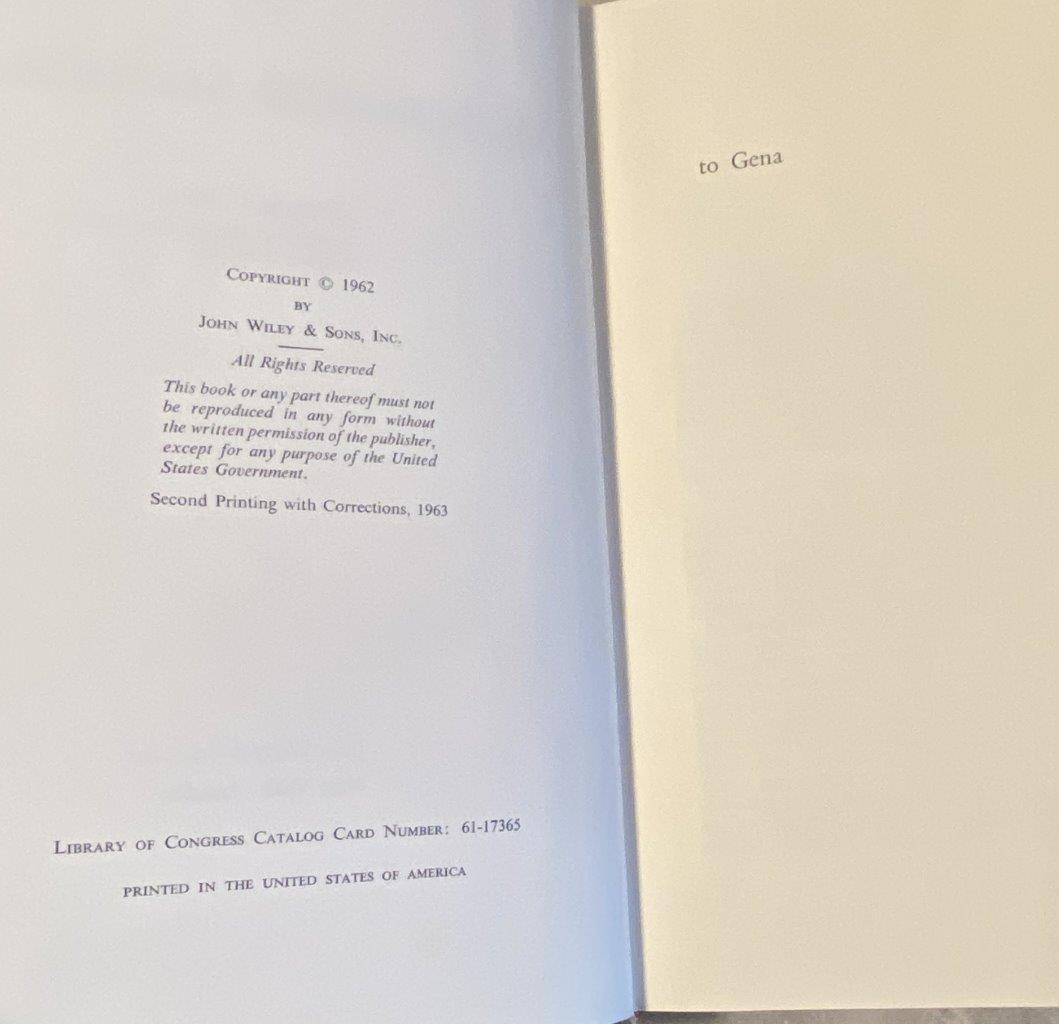 COPYRIGHT © 1962
BY
JOHN WILEY & SONS, INC.
All Rights Reserved
This book or any part thereof must not
be reproduced in any form without
the written permission of the publisher,
except for any purpose of the United
States Government.
Second Printing with Corrections, 1963
LIBRARY OF CONGRESS CATALOG CARD NUMBER: 61-17365
PRINTED IN THE UNITED STATES OF AMERICA
to Gena